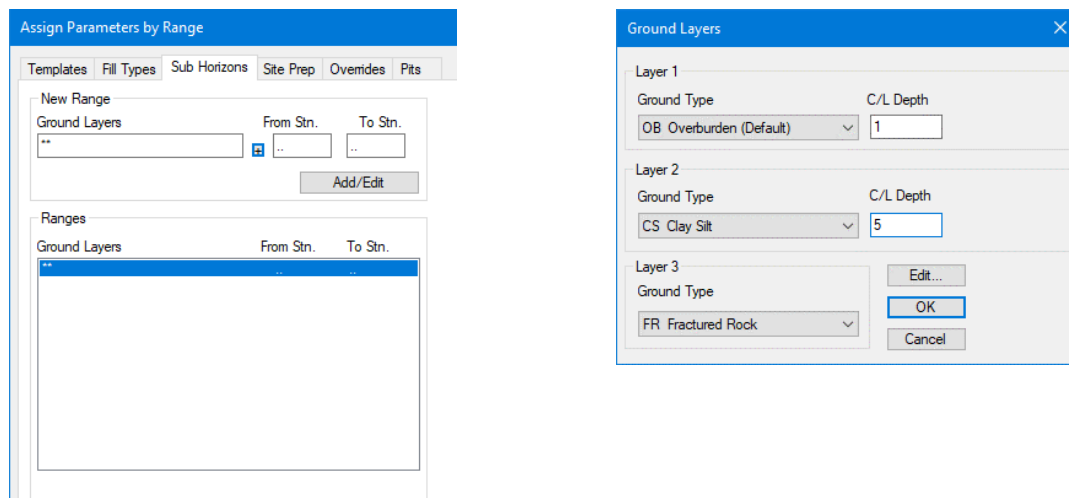 Assign Parameters by Range
Templates Fill Types Sub Horizons Site Prep Overrides Pits
New Range
Ground Layers From Stn. To Stn.
** .. ..
Add/Edit
Ranges
Ground Layers From Stn. To Stn.
** .. ..
Ground Layers
Layer 1
Ground Type C/L Depth
OB Overburden (Default) 1
Layer 2
Ground Type C/L Depth
CS Clay Silt 5
Layer 3
Ground Type
FR Fractured Rock
Edit...
OK
Cancel